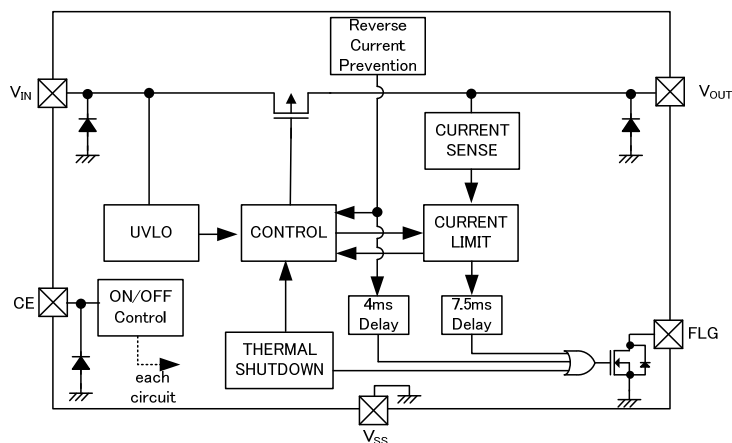 Reverse
Current
Prevention
VIN
VOUT
CURRENT
SENSE
UVLO
CONTROL
CURRENT
LIMIT
CE
ON/OFF
Control
4ms
Delay
7.5ms
Delay
FLG
each
circuit
THERMAL
SHUTDOWN
VSS